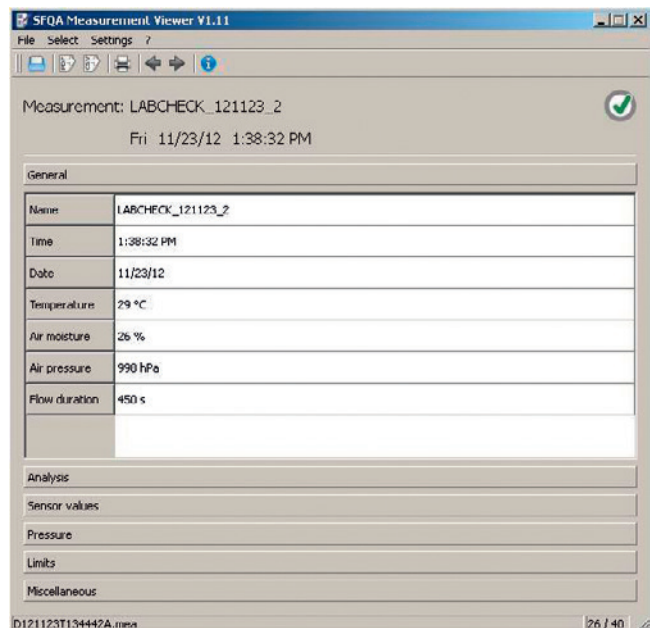 SFQA Measurement Viewer V1.11
File Select Settings ?
Measurement: LABCHECK_121123_2
Fri 11/23/12 1:38:32 PM
General
Name LABCHECK_121123_2
Time 1:38:32 PM
Date 11/23/12
Temperature 29 °C
Air moisture 26 %
Air pressure 990 hPa
Flow duration 450 s
Analysis
Sensor values
Pressure
Limits
Miscellaneous
D121123T134442A.mea 26 / 40